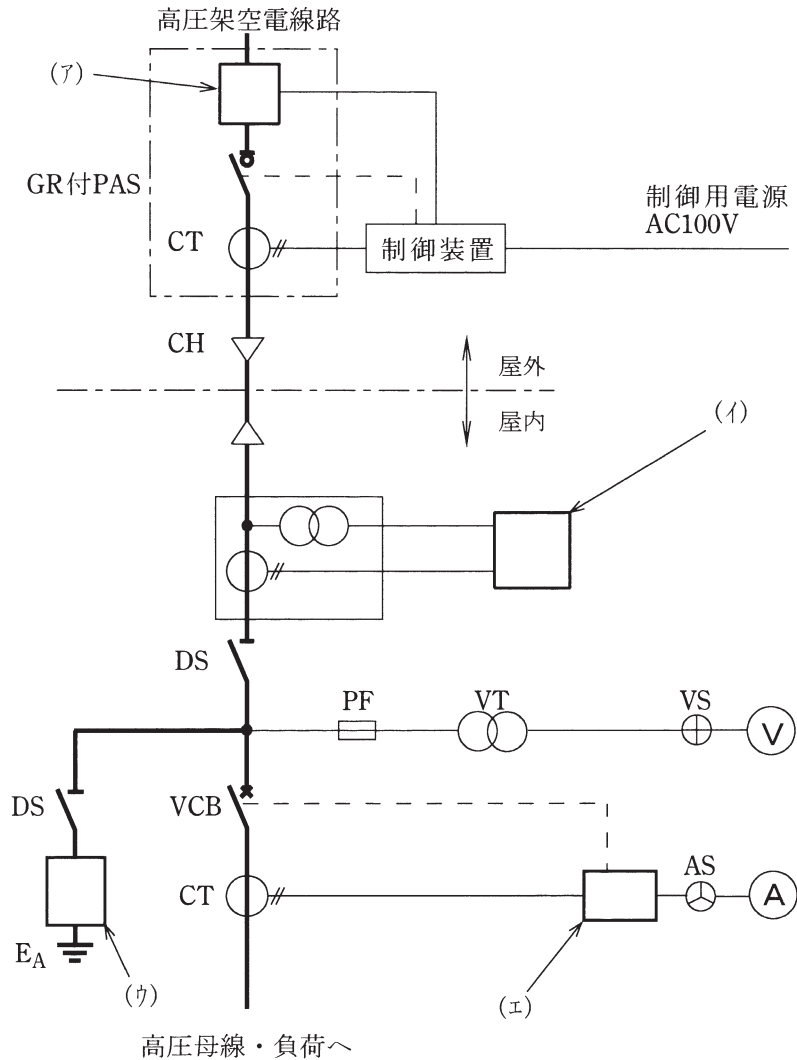 高圧架空電線路
(ア)
GR付PAS
制御用電源
AC100V
CT
制御装置
CH
屋外
屋内
(イ)
DS
PF
VT
VS
V
DS
VCB
AS
CT
A
EA
(ウ)
(エ)
高圧母線・負荷へ